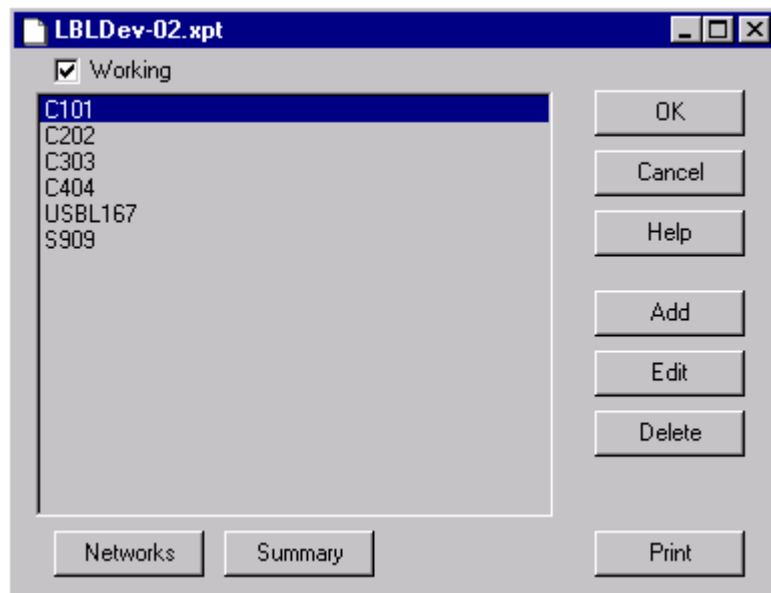 LBLDev-02.xpt
Working
C101
C202
C303
C404
USBL167
S909
OK
Cancel
Help
Add
Edit
Delete
Networks
Summary
Print